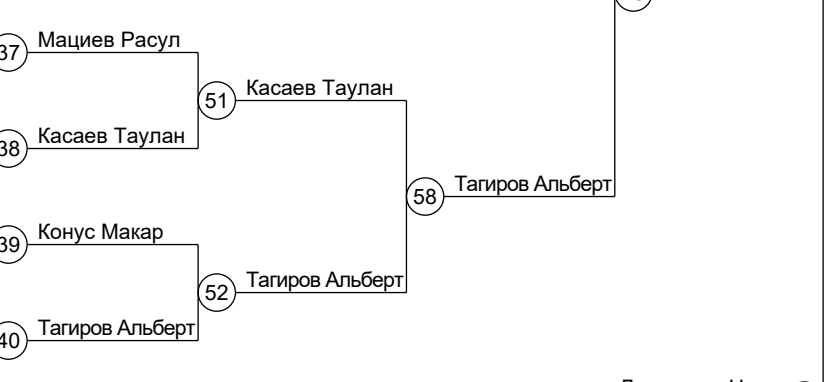 37 Мациев Расул
51 Касаев Таулан
38 Касаев Таулан
58 Тагиров Альберт
39 Конус Макар
52 Тагиров Альберт
40 Тагиров Альберт